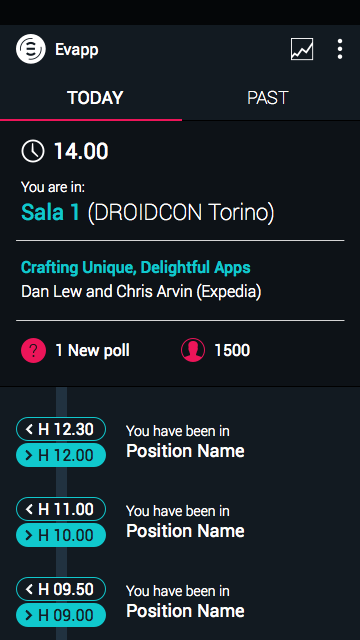 Evapp
TODAY PAST
14.00
You are in:
Sala 1 (DROIDCON Torino)
Crafting Unique, Delightful Apps
Dan Lew and Chris Arvin (Expedia)
? 1 New poll 1500
< H 12.30
> H 12.00
You have been in
Position Name
< H 11.00
> H 10.00
You have been in
Position Name
< H 09.50
> H 09.00
You have been in
Position Name